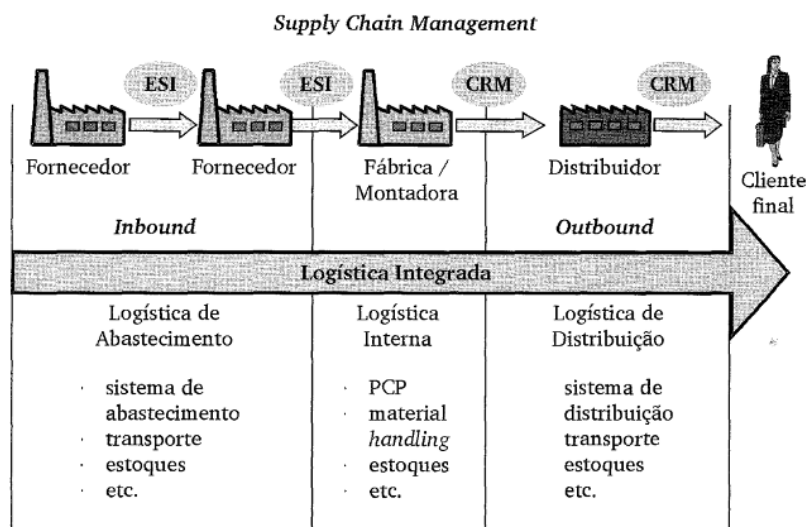 Supply Chain Management
ESI
ESI
CRM
CRM
Fornecedor
Fornecedor
Fábrica /
Montadora
Distribuidor
Cliente
final
Inbound
Outbound
Logística Integrada
Logística de
Abastecimento
· sistema de
abastecimento
· transporte
· estoques
· etc.
Logística
Interna
· PCP
· material
handling
· estoques
· etc.
Logística de
Distribuição
sistema de
distribuição
transporte
estoques
etc.